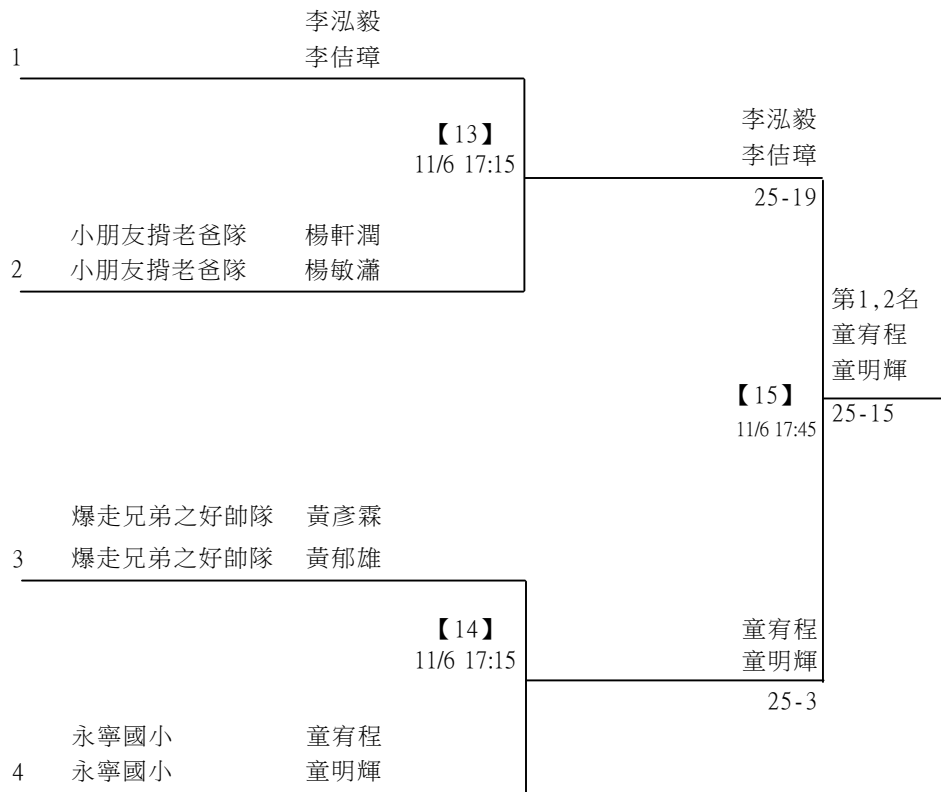 李泓毅
1 李佶璋
【13】
11/6 17:15
李泓毅
李佶璋
25-19
小朋友揹老爸隊 楊軒潤
2 小朋友揹老爸隊 楊敏瀟
第1,2名
童宥程
童明輝
25-15
【15】
11/6 17:45
爆走兄弟之好帥隊 黃彥霖
3 爆走兄弟之好帥隊 黃郁雄
【14】
11/6 17:15
童宥程
童明輝
25-3
永寧國小 童宥程
4 永寧國小 童明輝